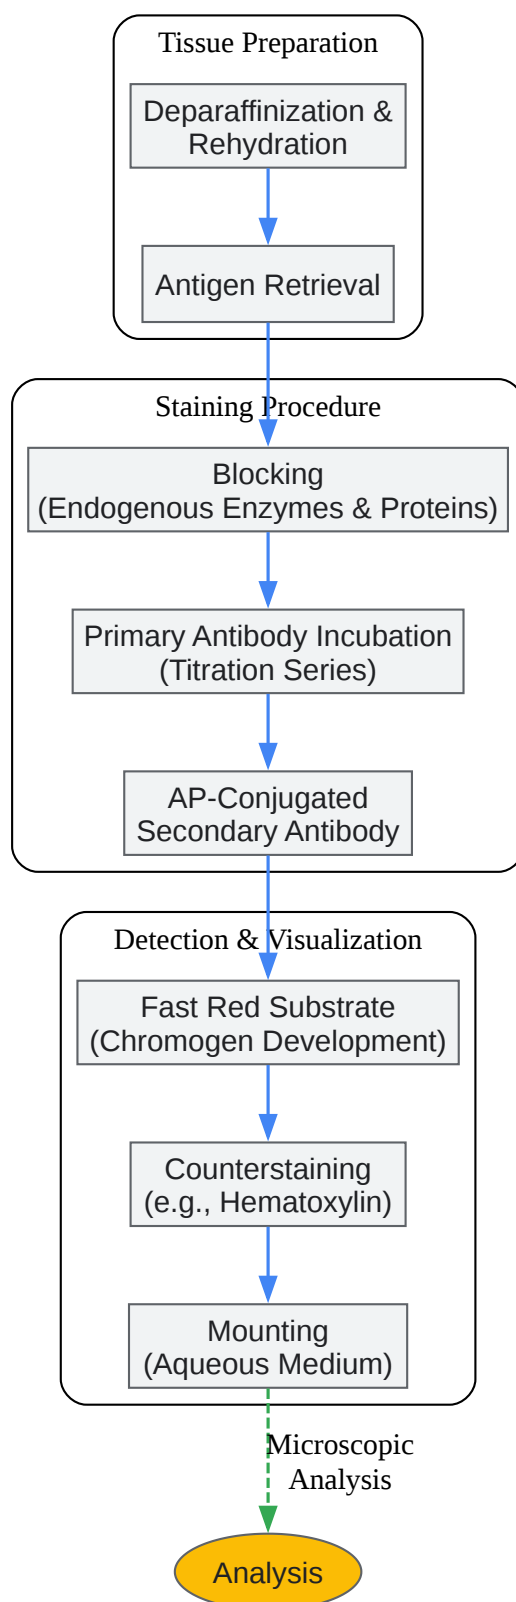 Tissue Preparation
Deparaffinization &
Rehydration
Antigen Retrieval
Staining Procedure
Blocking
(Endogenous Enzymes & Proteins)
Primary Antibody Incubation
(Titration Series)
AP-Conjugated
Secondary Antibody
Detection & Visualization
Fast Red Substrate
(Chromogen Development)
Counterstaining
(e.g., Hematoxylin)
Mounting
(Aqueous Medium)
Microscopic
Analysis
Analysis